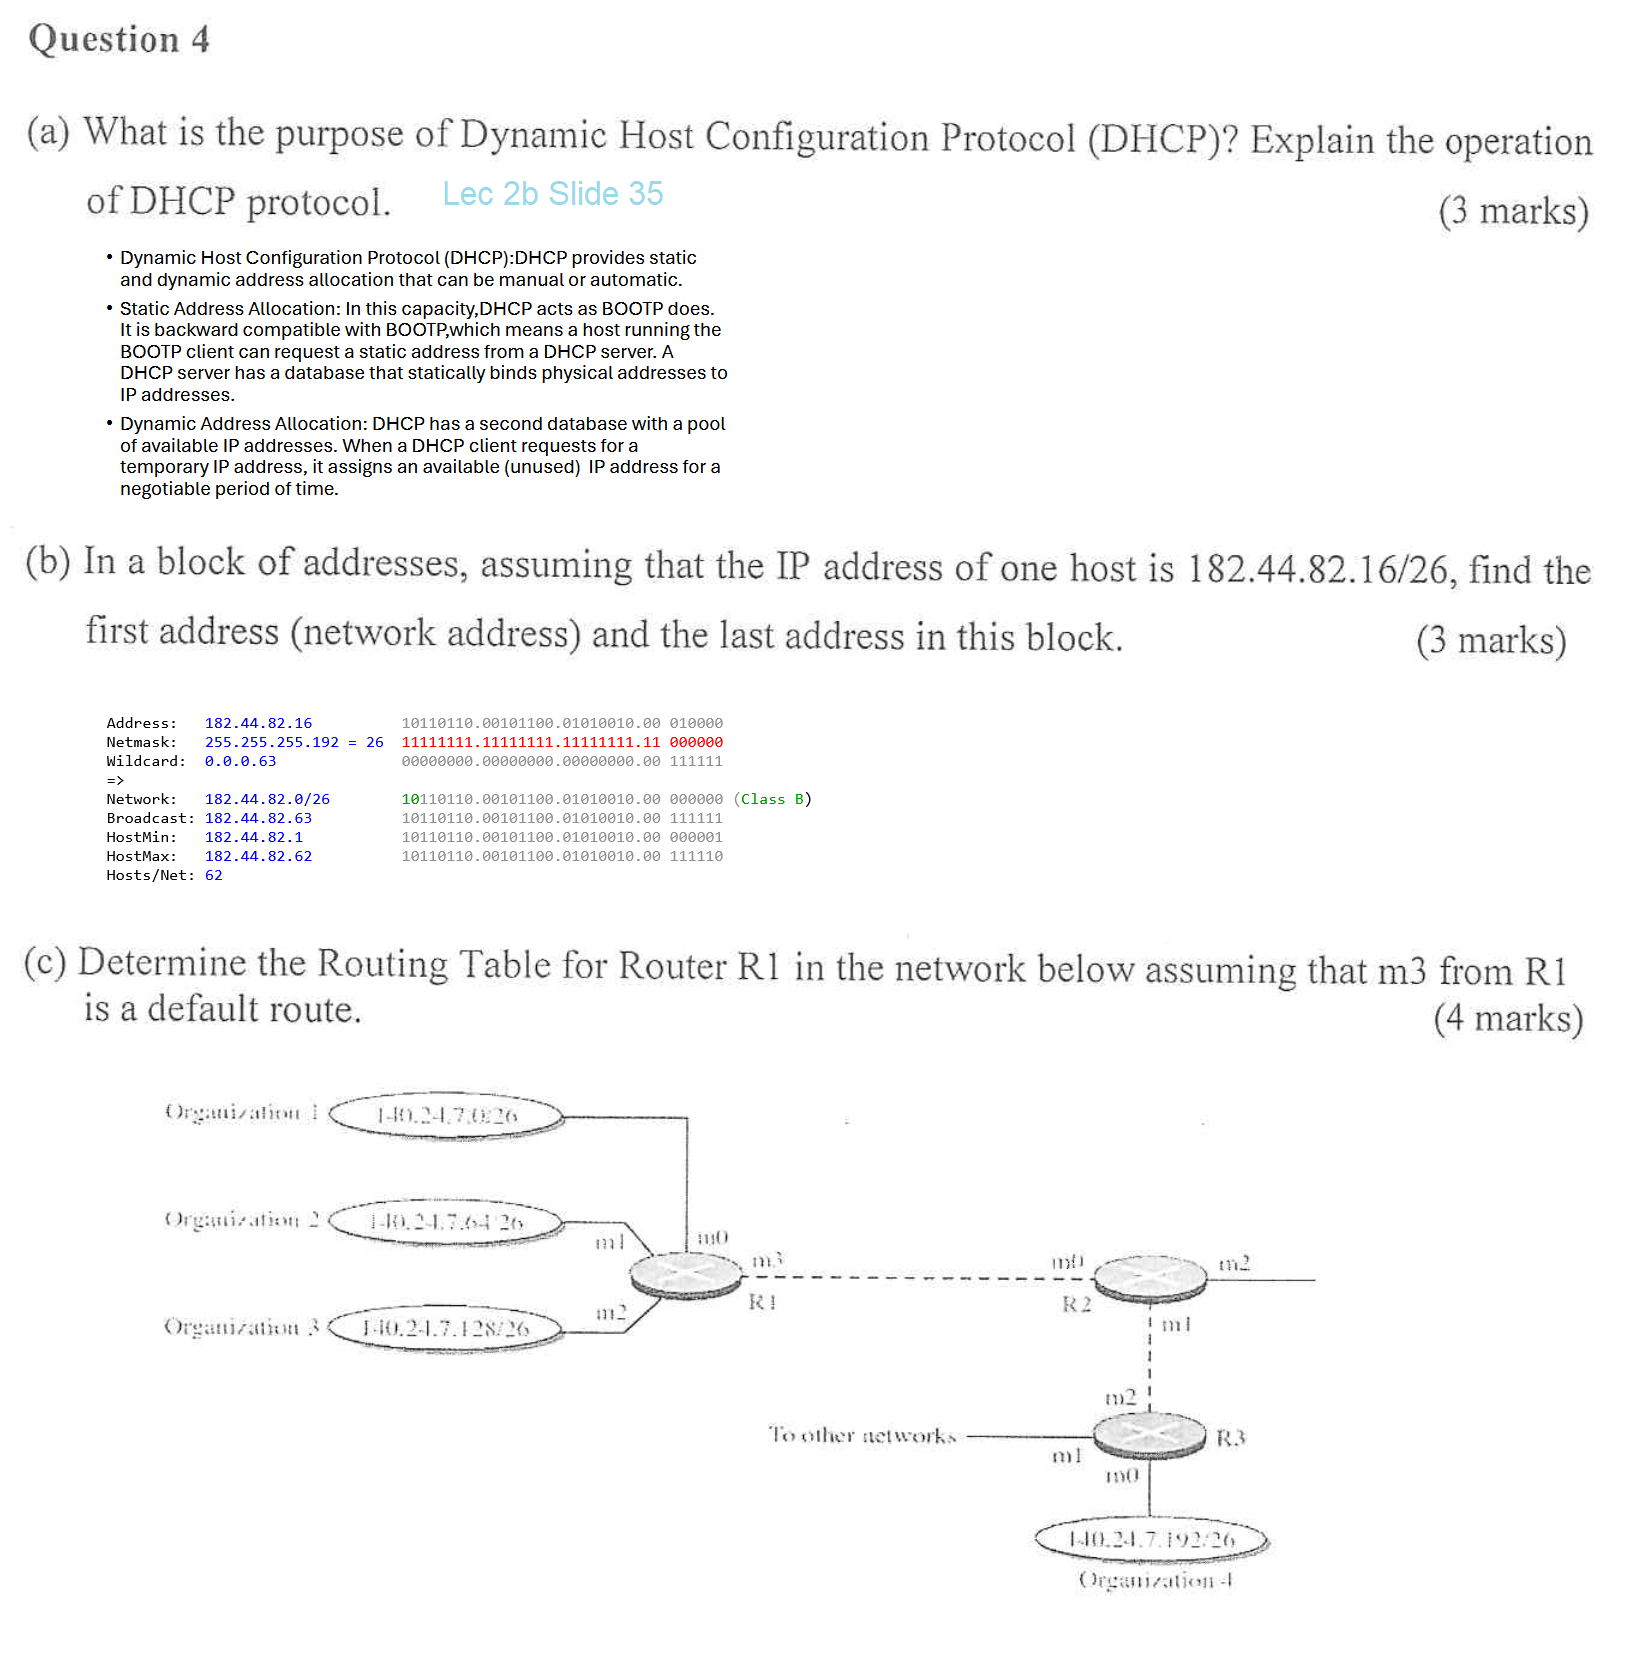 Question 4
(a) What is the purpose of Dynamic Host Configuration Protocol (DHCP)? Explain the operation
of DHCP protocol. Lec 2b Slide 35 (3 marks)
• Dynamic Host Configuration Protocol (DHCP):DHCP provides static
and dynamic address allocation that can be manual or automatic.
• Static Address Allocation: In this capacity,DHCP acts as BOOTP does.
It is backward compatible with BOOTP,which means a host running the
BOOTP client can request a static address from a DHCP server. A
DHCP server has a database that statically binds physical addresses to
IP addresses.
• Dynamic Address Allocation: DHCP has a second database with a pool
of available IP addresses. When a DHCP client requests for a
temporary IP address, it assigns an available (unused) IP address for a
negotiable period of time.
(b) In a block of addresses, assuming that the IP address of one host is 182.44.82.16/26, find the
first address (network address) and the last address in this block. (3 marks)
Address: 182.44.82.16 10110110.00101100.01010010.00 010000
Netmask: 255.255.255.192 = 26 11111111.11111111.11111111.11 000000
Wildcard: 0.0.0.63 00000000.00000000.00000000.00 111111
=>
Network: 182.44.82.0/26 10110110.00101100.01010010.00 000000 (Class B)
Broadcast: 182.44.82.63 10110110.00101100.01010010.00 111111
HostMin: 182.44.82.1 10110110.00101100.01010010.00 000001
HostMax: 182.44.82.62 10110110.00101100.01010010.00 111110
Hosts/Net: 62
(c) Determine the Routing Table for Router R1 in the network below assuming that m3 from R1
is a default route. (4 marks)
Organization 1 140.24.7.0/26
Organization 2 140.24.7.64/26
m1 m0
m3 m0 m2
R1 R2
Organization 3 140.24.7.128/26 m2
m1
m2
To other networks R3
m1
m0
140.24.7.192/26
Organization 4